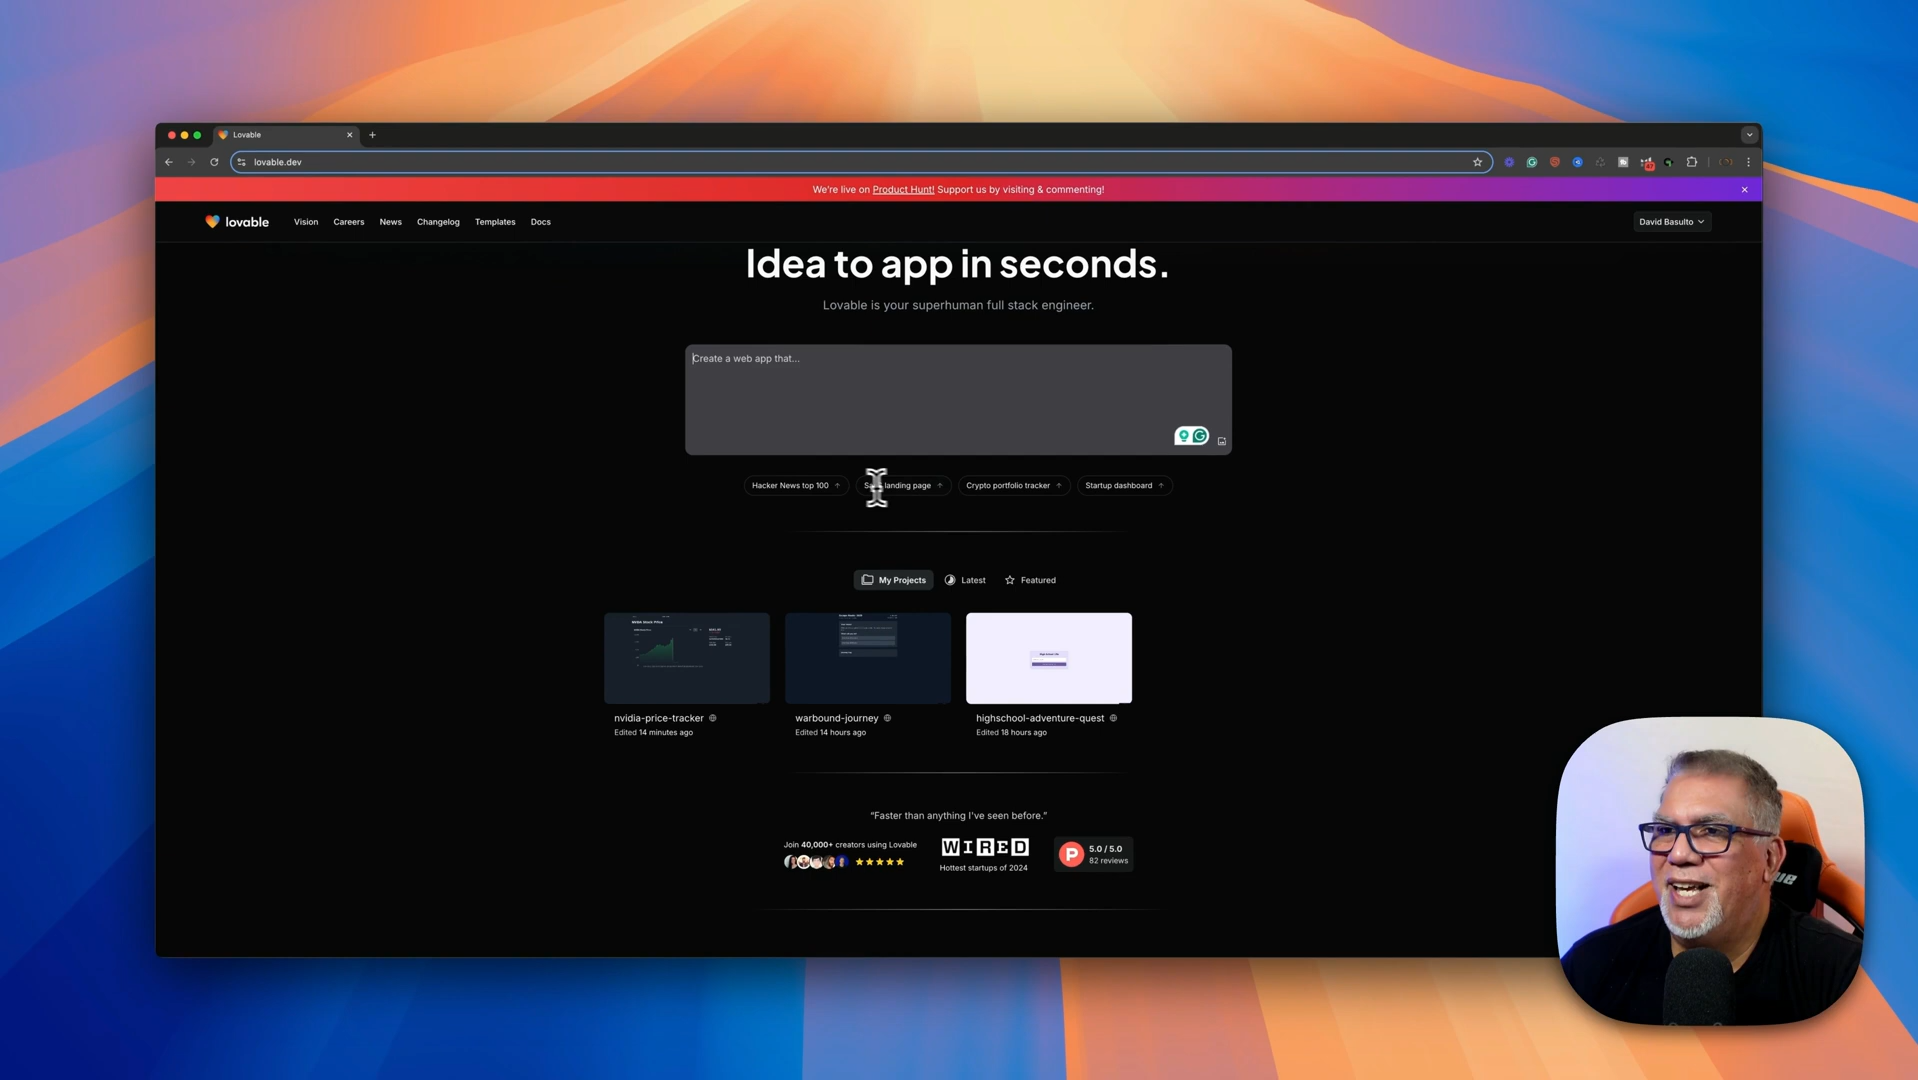 Lovable
lovable.dev
We're live on Product Hunt! Support us by visiting & commenting!
lovable
Vision
Careers
News
Changelog
Templates
Docs
David Basulto
Idea to app in seconds.
Lovable is your superhuman full stack engineer.
Create a web app that...
Hacker News top 100
landing page
Crypto portfolio tracker
Startup dashboard
My Projects
Latest
Featured
NVIDIA Stock Price
nvidia-price-tracker
Edited 14 minutes ago
warbound-journey
Edited 14 hours ago
highschool-adventure-quest
Edited 18 hours ago
“Faster than anything I've seen before.”
Join 40,000+ creators using Lovable
WIRED
Hottest startups of 2024
P
5.0 / 5.0
82 reviews